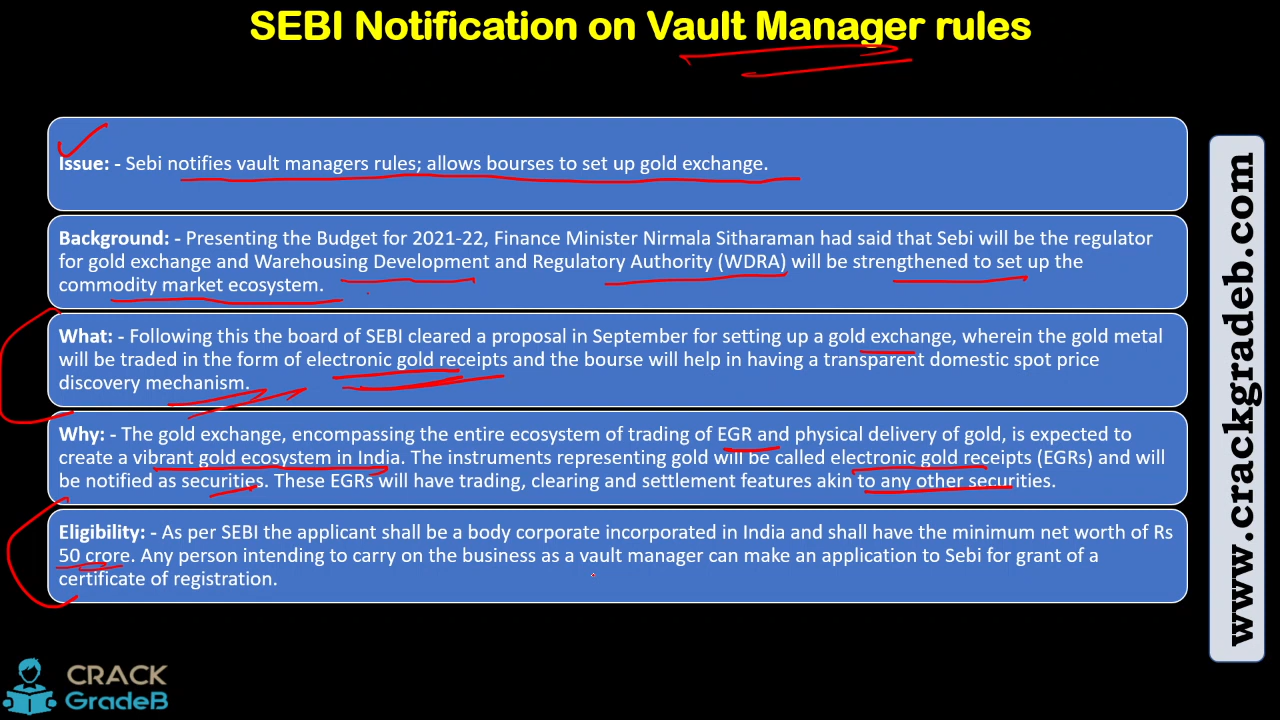 SEBI Notification on Vault Manager rules
Issue: - Sebi notifies vault managers rules; allows bourses to set up gold exchange.
Background: - Presenting the Budget for 2021-22, Finance Minister Nirmala Sitharaman had said that Sebi will be the regulator
for gold exchange and Warehousing Development and Regulatory Authority (WDRA) will be strengthened to set up the
commodity market ecosystem.
What: - Following this the board of SEBI cleared a proposal in September for setting up a gold exchange, wherein the gold metal
will be traded in the form of electronic gold receipts and the bourse will help in having a transparent domestic spot price
discovery mechanism.
Why: - The gold exchange, encompassing the entire ecosystem of trading of EGR and physical delivery of gold, is expected to
create a vibrant gold ecosystem in India. The instruments representing gold will be called electronic gold receipts (EGRs) and will
be notified as securities. These EGRs will have trading, clearing and settlement features akin to any other securities.
Eligibility: - As per SEBI the applicant shall be a body corporate incorporated in India and shall have the minimum net worth of Rs
50 crore. Any person intending to carry on the business as a vault manager can make an application to Sebi for grant of a
certificate of registration.
www.crackgradeb.com
CRACK
GradeB